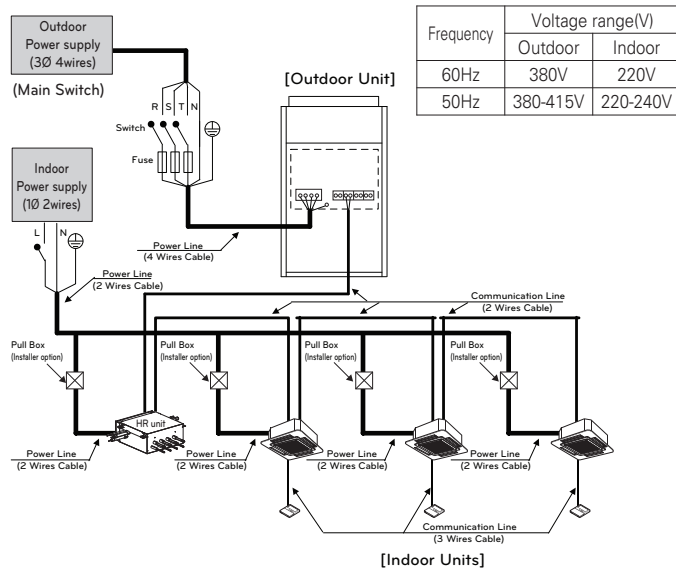 Outdoor
Power supply
(3Ø 4wires)
(Main Switch)
Frequency
Voltage range(V)
Outdoor
Indoor
60Hz
380V
220V
50Hz
380-415V
220-240V
[Outdoor Unit]
R S T N
Switch
Fuse
Indoor
Power supply
(1Ø 2wires)
L
N
Power Line
(4 Wires Cable)
Power Line
(2 Wires Cable)
Communication Line
(2 Wires Cable)
Pull Box
(Installer option)
Pull Box
(Installer option)
Pull Box
(Installer option)
Pull Box
(Installer option)
HR unit
Power Line
(2 Wires Cable)
Power Line
(2 Wires Cable)
Power Line
(2 Wires Cable)
Power Line
(2 Wires Cable)
Communication Line
(3 Wires Cable)
[Indoor Units]